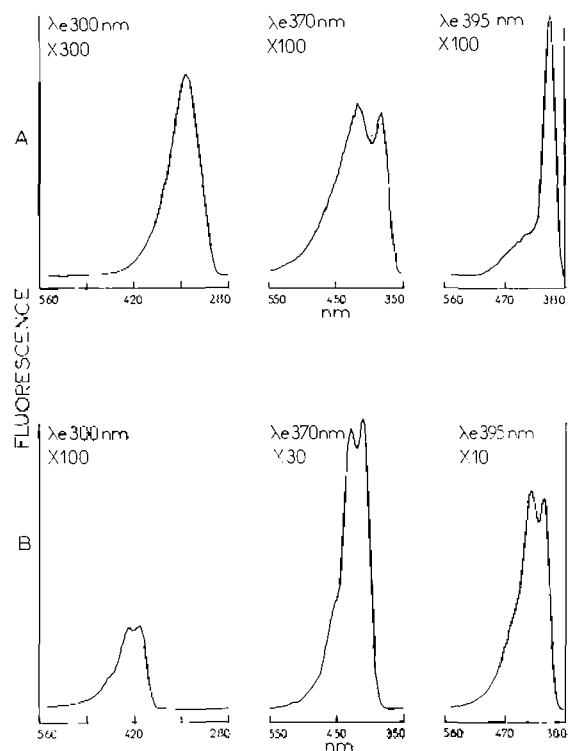 λe 300 nm
X300
λe 370 nm
X100
λe 395 nm
X100
A
560 420 280
550 450 350
nm
560 470 380
FLUORESCENCE
λe 300nm
X100
λe 370nm
X30
λe 395 nm
X10
B
560 420 280
550 450 350
nm
560 470 380